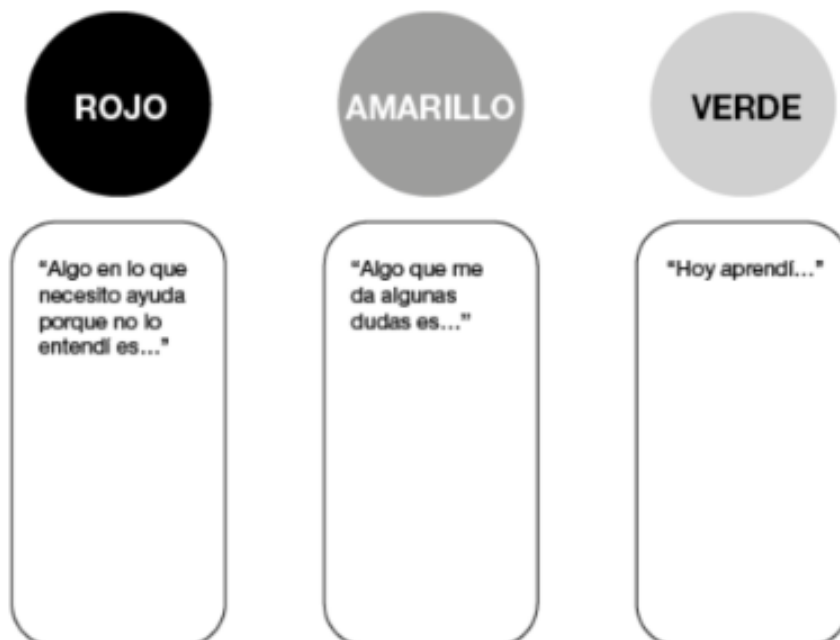 ROJO
AMARILLO
VERDE
“Algo en lo que
necesito ayuda
porque no lo
entendí es...”
“Algo que me
da algunas
dudas es...”
“Hoy aprendí...”